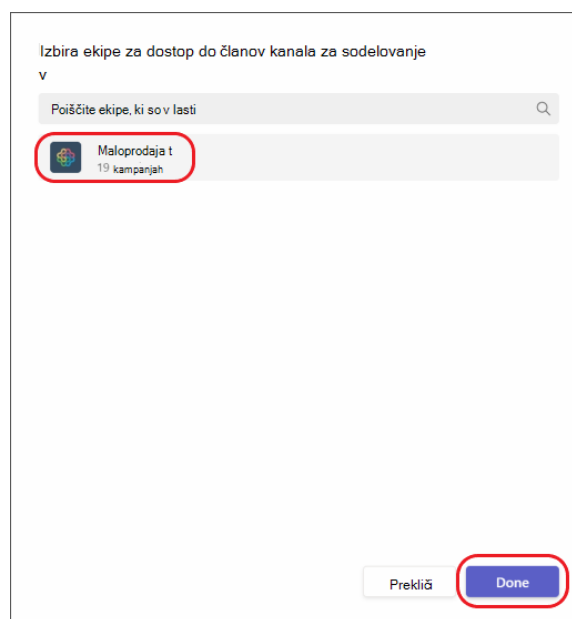 Izbira ekipe za dostop do članov kanala za sodelovanje
v
Poiščite ekipe, ki so v lasti
Maloprodaja t
19 kampanjah
Prekliči Done